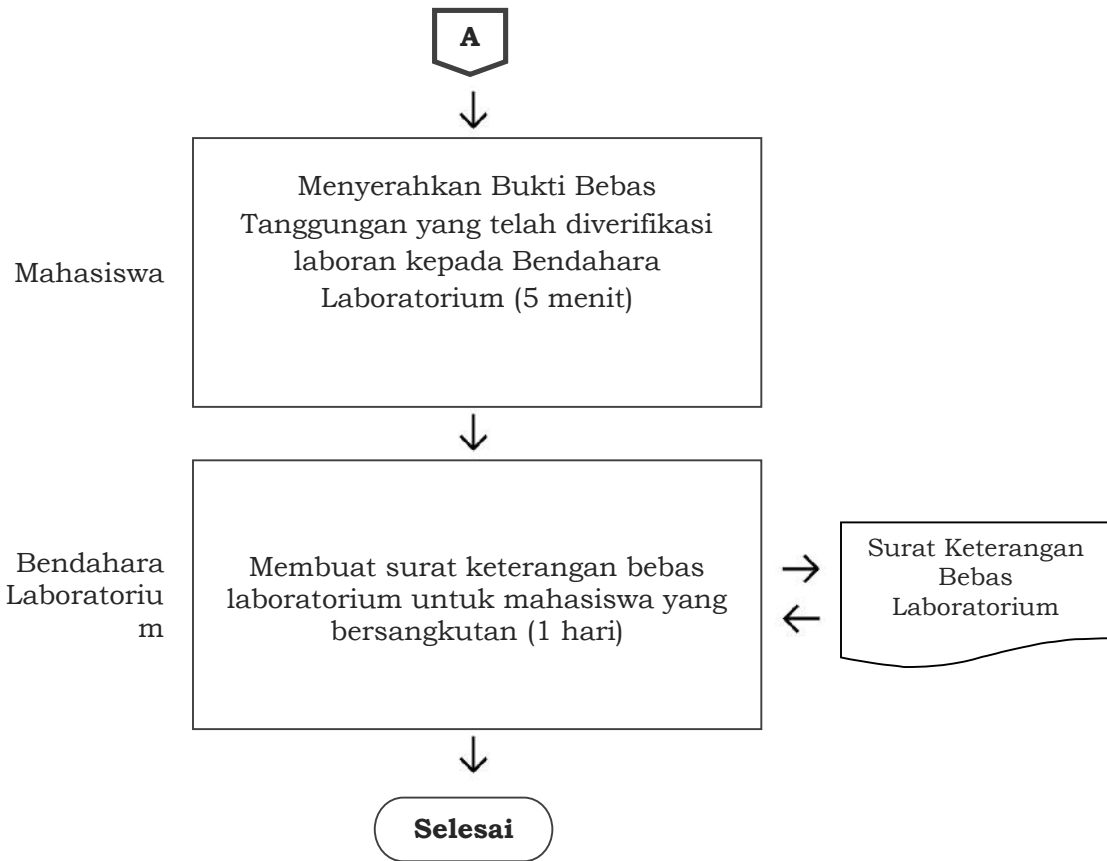 A
Menyerahkan Bukti Bebas
Tanggungan yang telah diverifikasi
laboran kepada Bendahara
Laboratorium (5 menit)
Mahasiswa
Bendahara
Laboratoriu
m
Membuat surat keterangan bebas
laboratorium untuk mahasiswa yang
bersangkutan (1 hari)
Surat Keterangan
Bebas
Laboratorium
Selesai